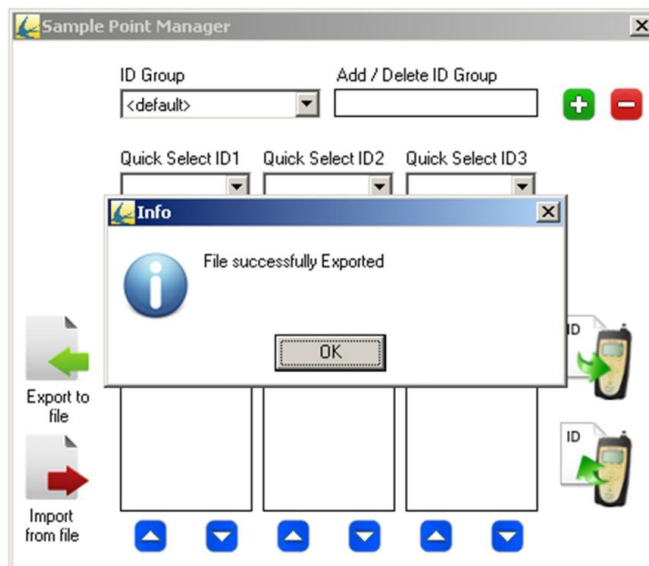 Sample Point Manager
ID Group
Add / Delete ID Group
<default>
Quick Select ID1 Quick Select ID2 Quick Select ID3
Info
File successfully Exported
OK
ID
Export to
file
ID
Import
from file